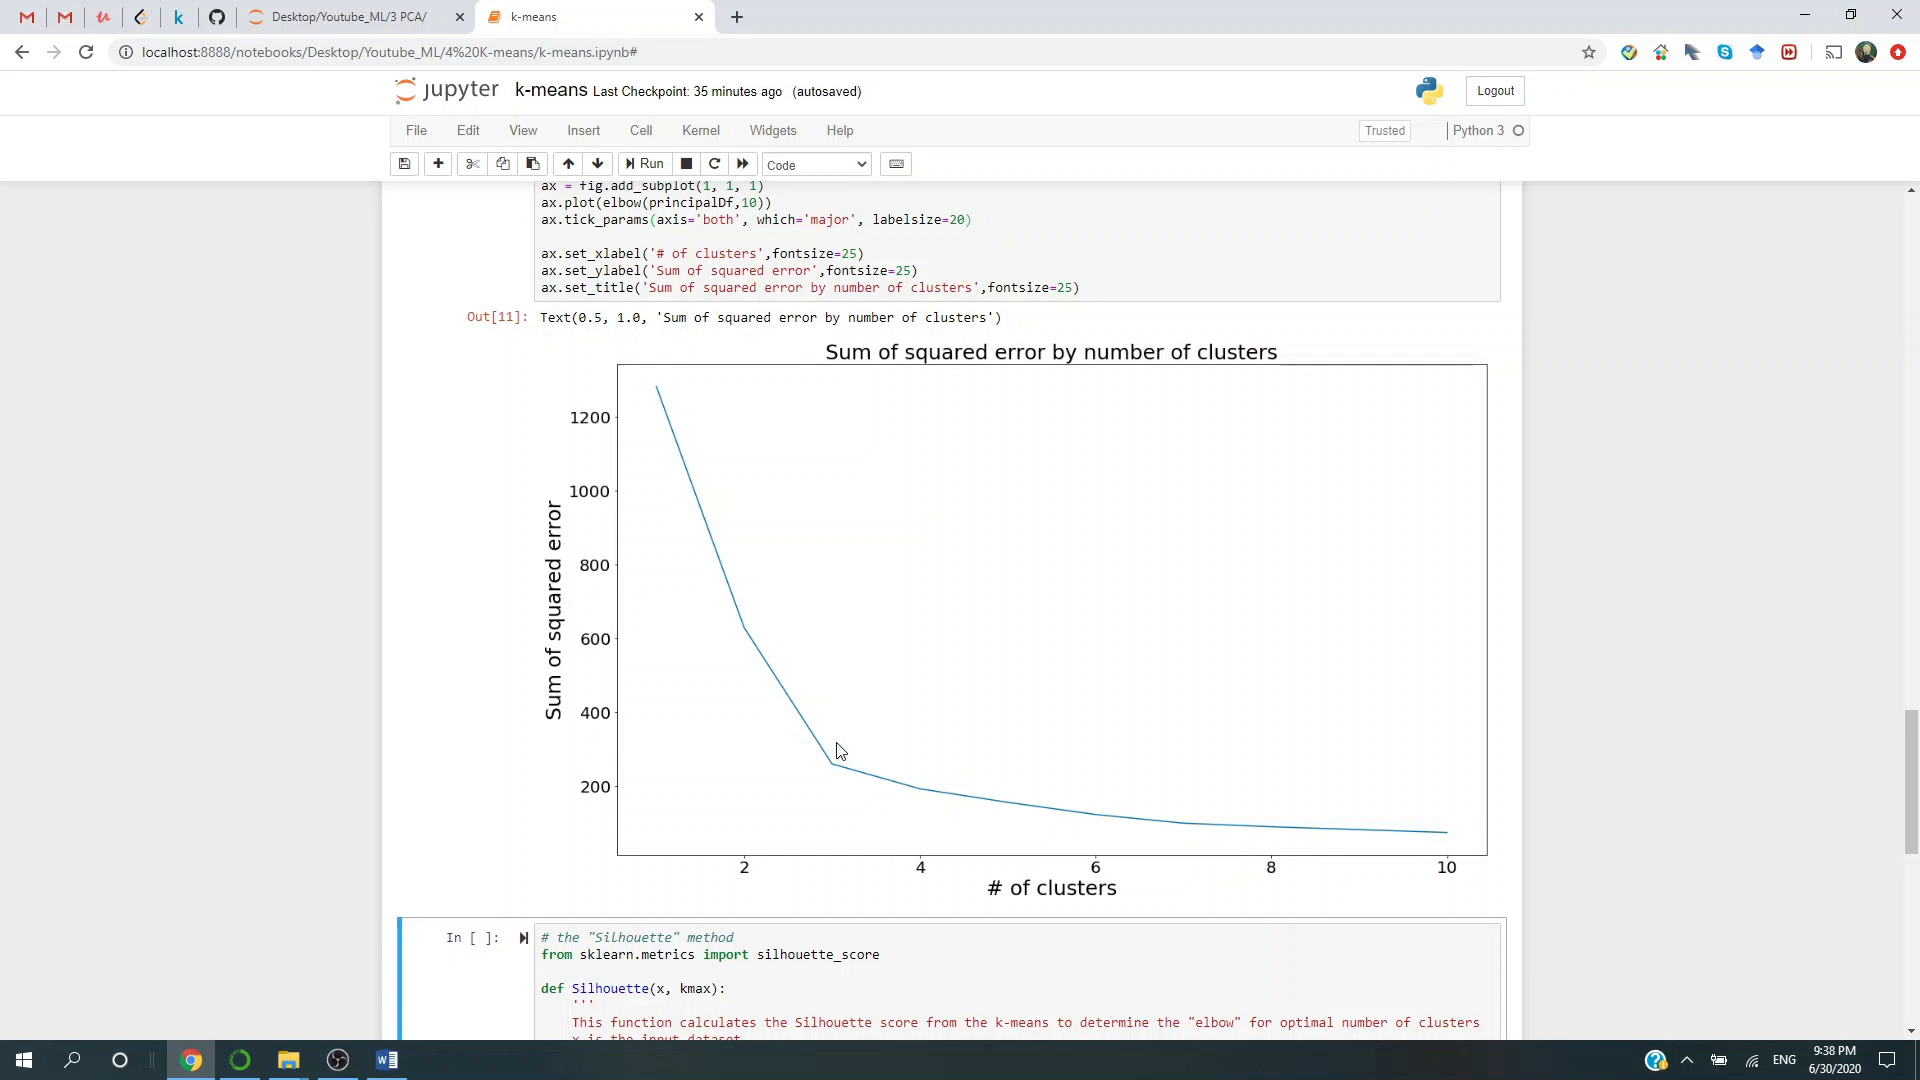 Desktop/Youtube_ML/3 PCA/
k-means
localhost:8888/notebooks/Desktop/Youtube_ML/4%20K-means/k-means.ipynb#
jupyter k-means Last Checkpoint: 35 minutes ago (autosaved)
Logout
File Edit View Insert Cell Kernel Widgets Help
Trusted
Python 3
Run
Code
ax = fig.add_subplot(1, 1, 1)
ax.plot(elbow(principalDf,10))
ax.tick_params(axis='both', which='major', labelsize=20)
ax.set_xlabel('# of clusters',fontsize=25)
ax.set_ylabel('Sum of squared error',fontsize=25)
ax.set_title('Sum of squared error by number of clusters',fontsize=25)
Out[11]: Text(0.5, 1.0, 'Sum of squared error by number of clusters')
Sum of squared error by number of clusters
1200
1000
800
600
400
200
Sum of squared error
2 4 6 8 10
# of clusters
In [ ]: # the "Silhouette" method
from sklearn.metrics import silhouette_score
def Silhouette(x, kmax):
'''
This function calculates the Silhouette score from the k-means to determine the "elbow" for optimal number of clusters
x is the input dataset
ENG
9:38 PM
6/30/2020